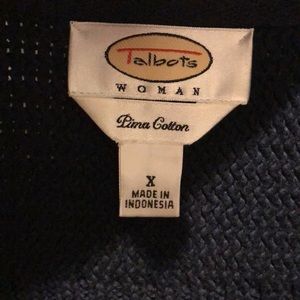 Talbots
WOMAN
Pima Cotton
X
MADE IN
INDONESIA